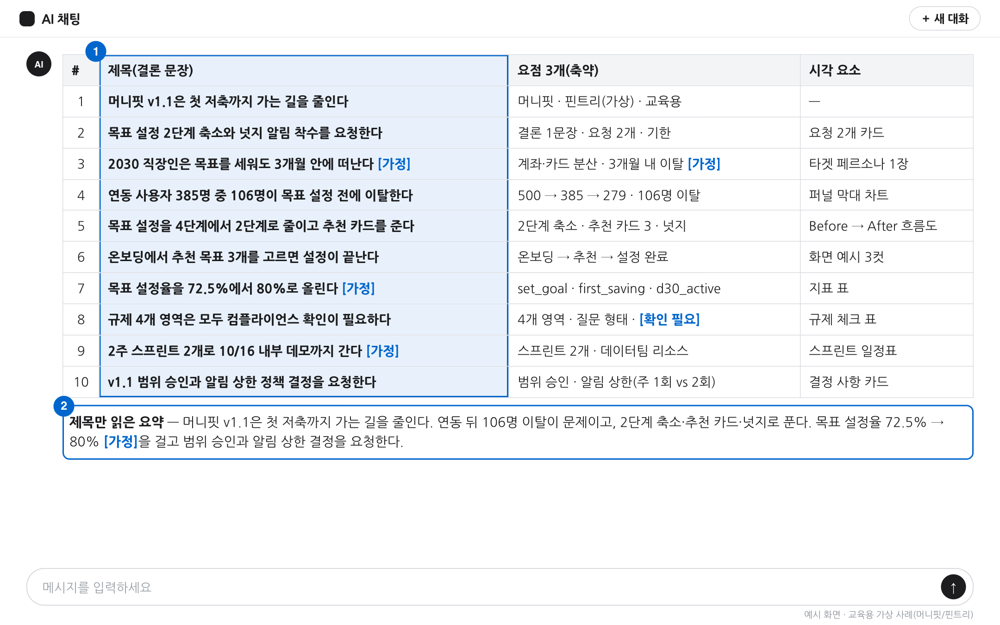 AI 채팅
+ 새 대화
1
AI
# 제목(결론 문장) 요점 3개(축약) 시각 요소
1 머니핏 v1.1은 첫 저축까지 가는 길을 줄인다 머니핏 · 핀트리(가상) · 교육용 —
2 목표 설정 2단계 축소와 넛지 알림 착수를 요청한다 결론 1문장 · 요청 2개 · 기한 요청 2개 카드
3 2030 직장인은 목표를 세워도 3개월 안에 떠난다 [가정] 계좌·카드 분산 · 3개월 내 이탈 [가정] 타겟 페르소나 1장
4 연동 사용자 385명 중 106명이 목표 설정 전에 이탈한다 500 → 385 → 279 · 106명 이탈 퍼널 막대 차트
5 목표 설정을 4단계에서 2단계로 줄이고 추천 카드를 준다 2단계 축소 · 추천 카드 3 · 넛지 Before → After 흐름도
6 온보딩에서 추천 목표 3개를 고르면 설정이 끝난다 온보딩 → 추천 → 설정 완료 화면 예시 3컷
7 목표 설정율을 72.5%에서 80%로 올린다 [가정] set_goal · first_saving · d30_active 지표 표
8 규제 4개 영역은 모두 컴플라이언스 확인이 필요하다 4개 영역 · 질문 형태 · [확인 필요] 규제 체크 표
9 2주 스프린트 2개로 10/16 내부 데모까지 간다 [가정] 스프린트 2개 · 데이터팀 리소스 스프린트 일정표
10 v1.1 범위 승인과 알림 상한 정책 결정을 요청한다 범위 승인 · 알림 상한(주 1회 vs 2회) 결정 사항 카드
2
제목만 읽은 요약 — 머니핏 v1.1은 첫 저축까지 가는 길을 줄인다. 연동 뒤 106명 이탈이 문제이고, 2단계 축소·추천 카드·넛지로 푼다. 목표 설정율 72.5% →
80% [가정]을 걸고 범위 승인과 알림 상한 결정을 요청한다.
메시지를 입력하세요
↑
예시 화면 · 교육용 가상 사례(머니핏/핀트리)